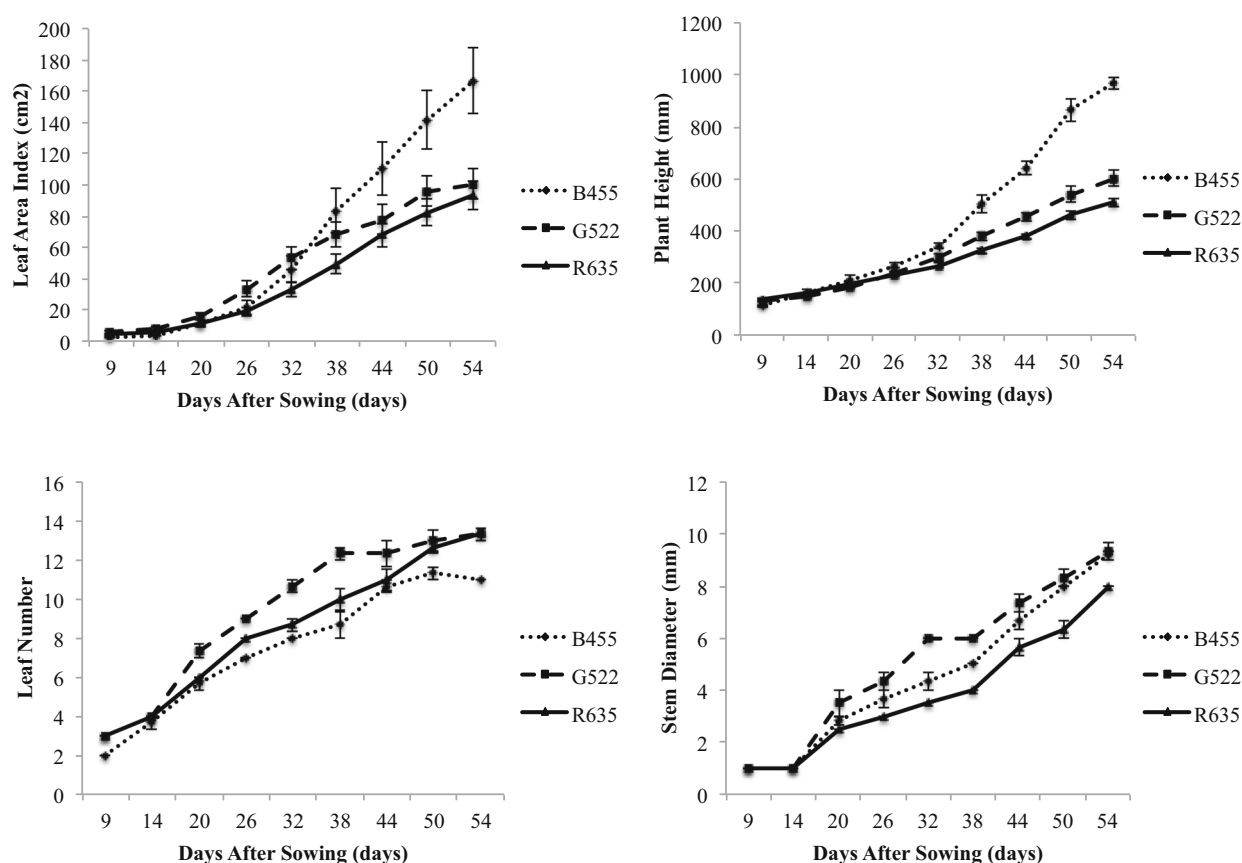 Leaf Area Index (cm2)
200
180
160
140
120
100
80
60
40
20
0
9 14 20 26 32 38 44 50 54
Days After Sowing (days)
B455
G522
R635
Plant Height (mm)
1200
1000
800
600
400
200
0
9 14 20 26 32 38 44 50 54
Days After Sowing (days)
B455
G522
R635
Leaf Number
16
14
12
10
8
6
4
2
0
9 14 20 26 32 38 44 50 54
Days After Sowing (days)
B455
G522
R635
Stem Diameter (mm)
12
10
8
6
4
2
0
9 14 20 26 32 38 44 50 54
Days After Sowing (days)
B455
G522
R635